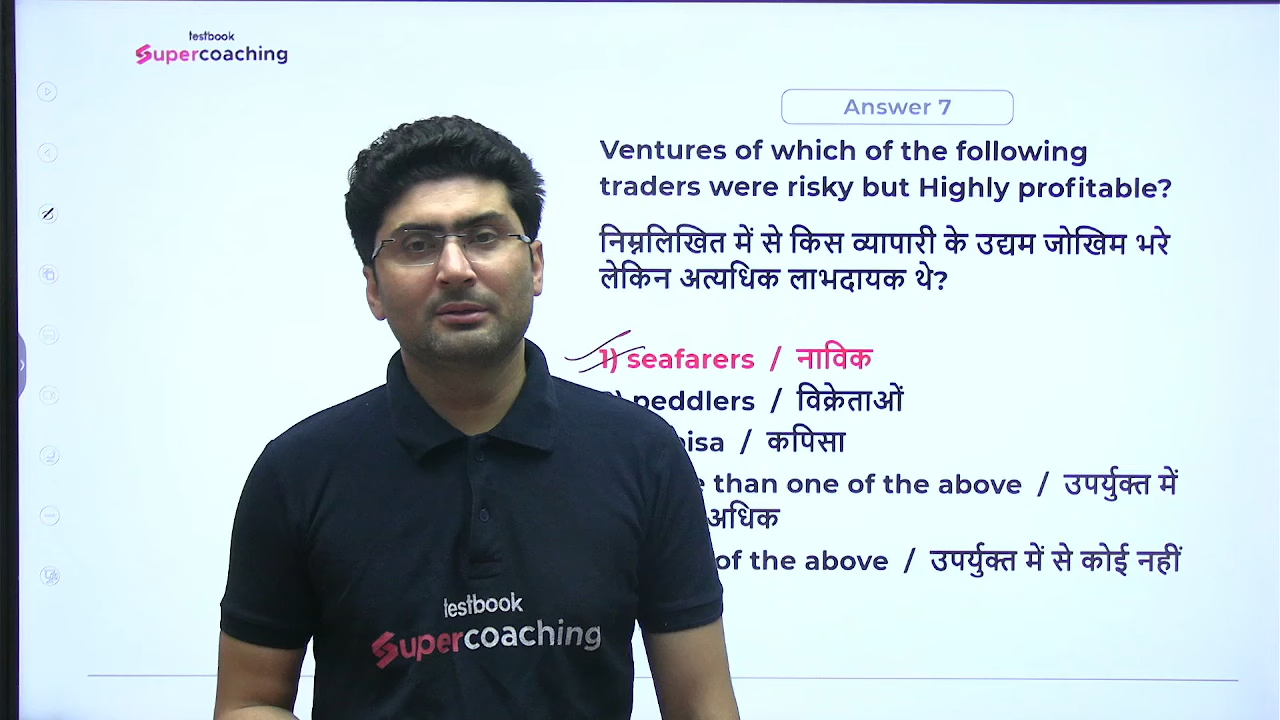 testbook
Supercoaching
Answer 7
Ventures of which of the following
traders were risky but Highly profitable?
निम्नलिखित में से किस व्यापारी के उद्यम जोखिम भरे
लेकिन अत्यधिक लाभदायक थे?
1) seafarers / नाविक
peddlers / विक्रेताओं
/ कपिसा
than one of the above / उपर्युक्त में
अधिक
of the above / उपर्युक्त में से कोई नहीं
testbook
Supercoaching